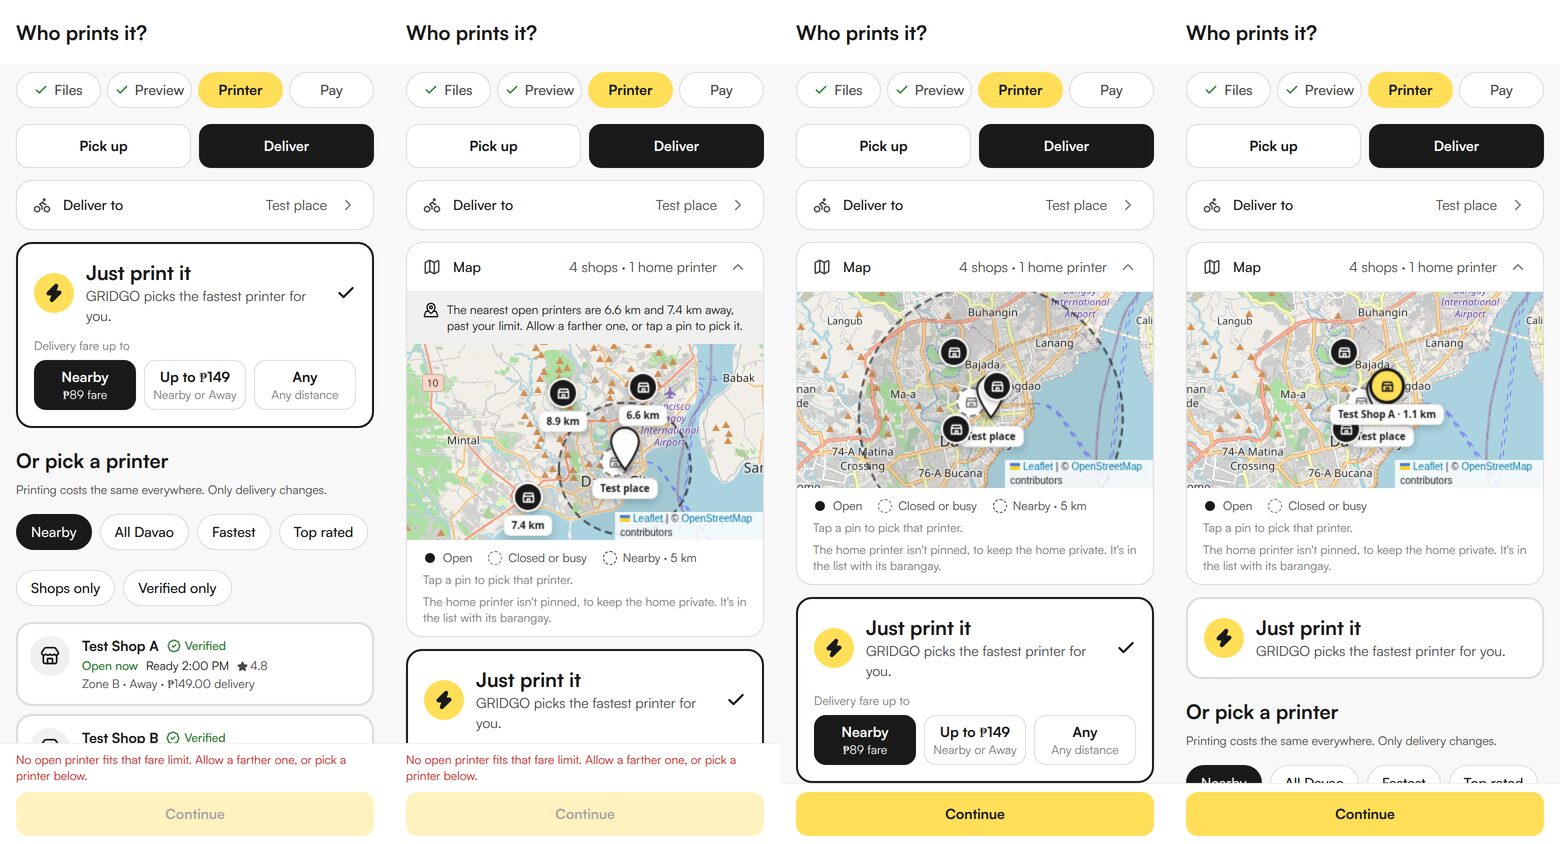 Who prints it?
Files
Preview
Printer
Pay
Pick up
Deliver
Deliver to
Test place
Just print it
GRIDGO picks the fastest printer for
you.
Delivery fare up to
Nearby
₱89 fare
Up to ₱149
Nearby or Away
Any
Any distance
Or pick a printer
Printing costs the same everywhere. Only delivery changes.
Nearby
All Davao
Fastest
Top rated
Shops only
Verified only
Test Shop A
Verified
Open now Ready 2:00 PM ★ 4.8
Zone B • Away • ₱149.00 delivery
Test Shop B
Verified
No open printer fits that fare limit. Allow a farther one, or pick a
printer below.
Continue
Who prints it?
Files
Preview
Printer
Pay
Pick up
Deliver
Deliver to
Test place
Map
4 shops • 1 home printer
The nearest open printers are 6.6 km and 7.4 km away,
past your limit. Allow a farther one, or tap a pin to pick it.
10
Babak
8.9 km
6.6 km
International
Airport
Mintal
Test place
7.4 km
Leaflet | © OpenStreetMap
contributors
Open
Closed or busy
Nearby • 5 km
Tap a pin to pick that printer.
The home printer isn't pinned, to keep the home private. It's in
the list with its barangay.
Just print it
GRIDGO picks the fastest printer for
you.
No open printer fits that fare limit. Allow a farther one, or pick a
printer below.
Continue
Who prints it?
Files
Preview
Printer
Pay
Pick up
Deliver
Deliver to
Test place
Map
4 shops • 1 home printer
International
Airport
Buhangin
Langub
Lanang
Bajada
Ma-a
Test place
74-A Matina
Crossing
76-A Bucana
Leaflet | © OpenStreetMap
contributors
Open
Closed or busy
Nearby • 5 km
Tap a pin to pick that printer.
The home printer isn't pinned, to keep the home private. It's in
the list with its barangay.
Just print it
GRIDGO picks the fastest printer for
you.
Delivery fare up to
Nearby
₱89 fare
Up to ₱149
Nearby or Away
Any
Any distance
Continue
Who prints it?
Files
Preview
Printer
Pay
Pick up
Deliver
Deliver to
Test place
Map
4 shops • 1 home printer
International
Airport
Buhangin
Langub
Lanang
Bajada
Ma-a
Test Shop A · 1.1 km
Test place
74-A Matina
Crossing
76-A Bucana
Leaflet | © OpenStreetMap
contributors
Open
Closed or busy
Tap a pin to pick that printer.
The home printer isn't pinned, to keep the home private. It's in
the list with its barangay.
Just print it
GRIDGO picks the fastest printer for you.
Or pick a printer
Printing costs the same everywhere. Only delivery changes.
Nearby
All Davao
Fastest
Top rated
Continue